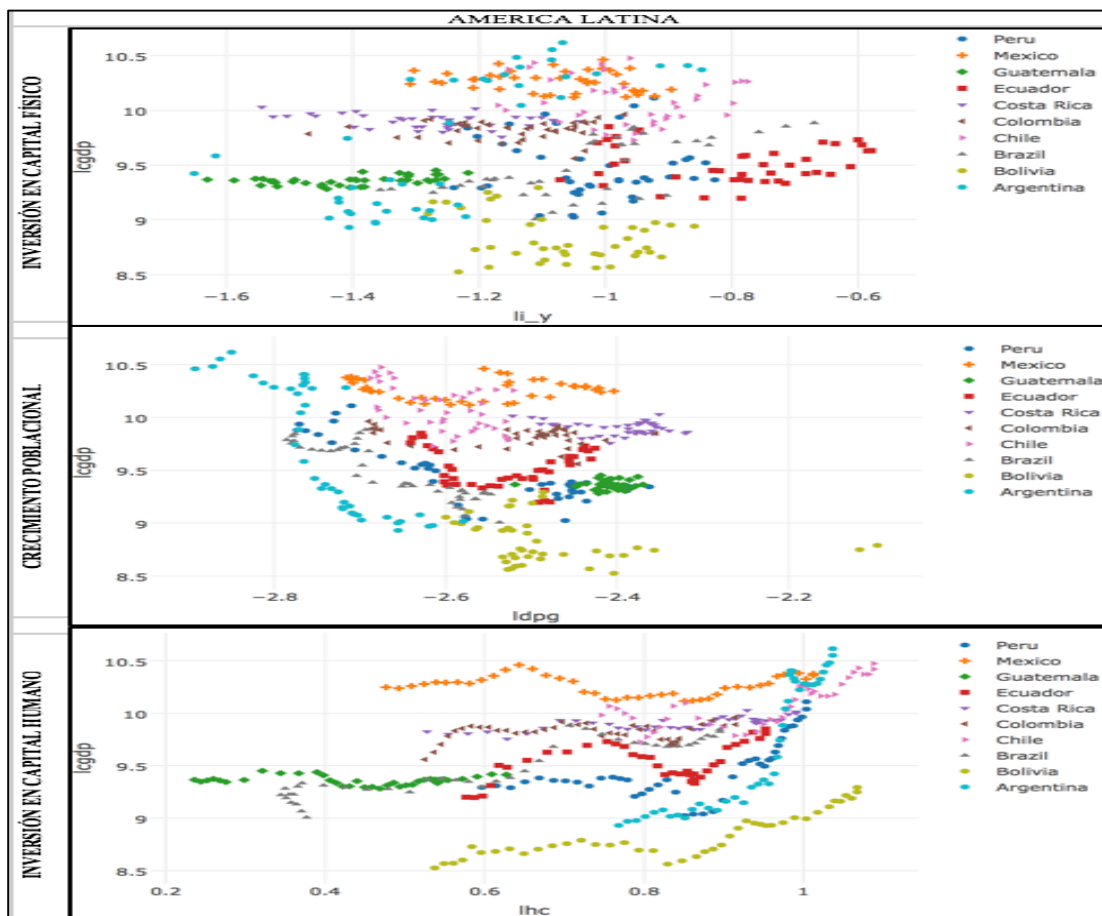 AMERICA LATINA
INVERSIÓN EN CAPITAL FÍSICO
lcgdp
10.5
10
9.5
9
8.5
−1.6
−1.4
−1.2
−1
−0.8
−0.6
li_y
Peru
Mexico
Guatemala
Ecuador
Costa Rica
Colombia
Chile
Brazil
Bolivia
Argentina
CRECIMIENTO POBLACIONAL
lcgdp
10.5
10
9.5
9
8.5
−2.8
−2.6
−2.4
−2.2
ldpg
Peru
Mexico
Guatemala
Ecuador
Costa Rica
Colombia
Chile
Brazil
Bolivia
Argentina
INVERSIÓN EN CAPITAL HUMANO
lcgdp
10.5
10
9.5
9
8.5
0.2
0.4
0.6
0.8
1
lhc
Peru
Mexico
Guatemala
Ecuador
Costa Rica
Colombia
Chile
Brazil
Bolivia
Argentina